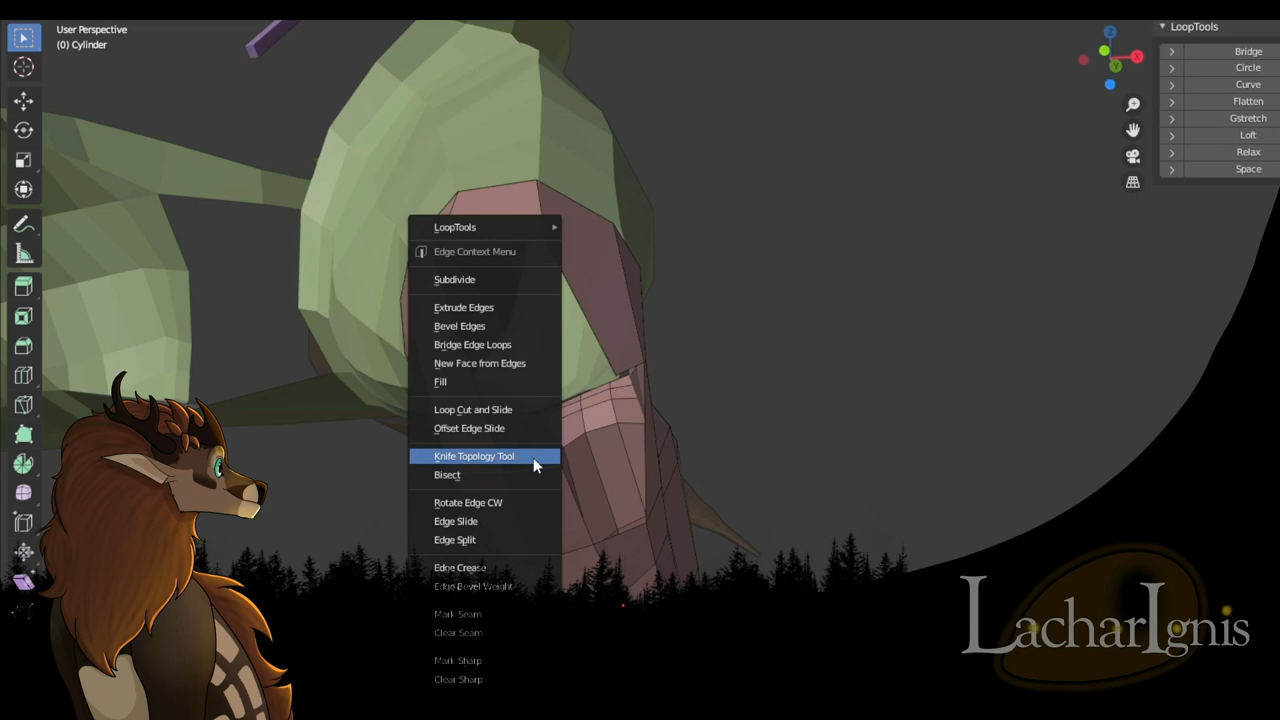 User Perspective
(0) Cylinder
LoopTools
Bridge
Circle
Curve
Flatten
Gstretch
Loft
Relax
Space
Z
X
Y
LoopTools
Edge Context Menu
Subdivide
Extrude Edges
Bevel Edges
Bridge Edge Loops
New Face from Edges
Fill
Loop Cut and Slide
Offset Edge Slide
Knife Topology Tool
Bisect
Rotate Edge CW
Edge Slide
Edge Split
Edge Crease
Edge Bevel Weight
Mark Seam
Clear Seam
Mark Sharp
Clear Sharp
LacharIgnis